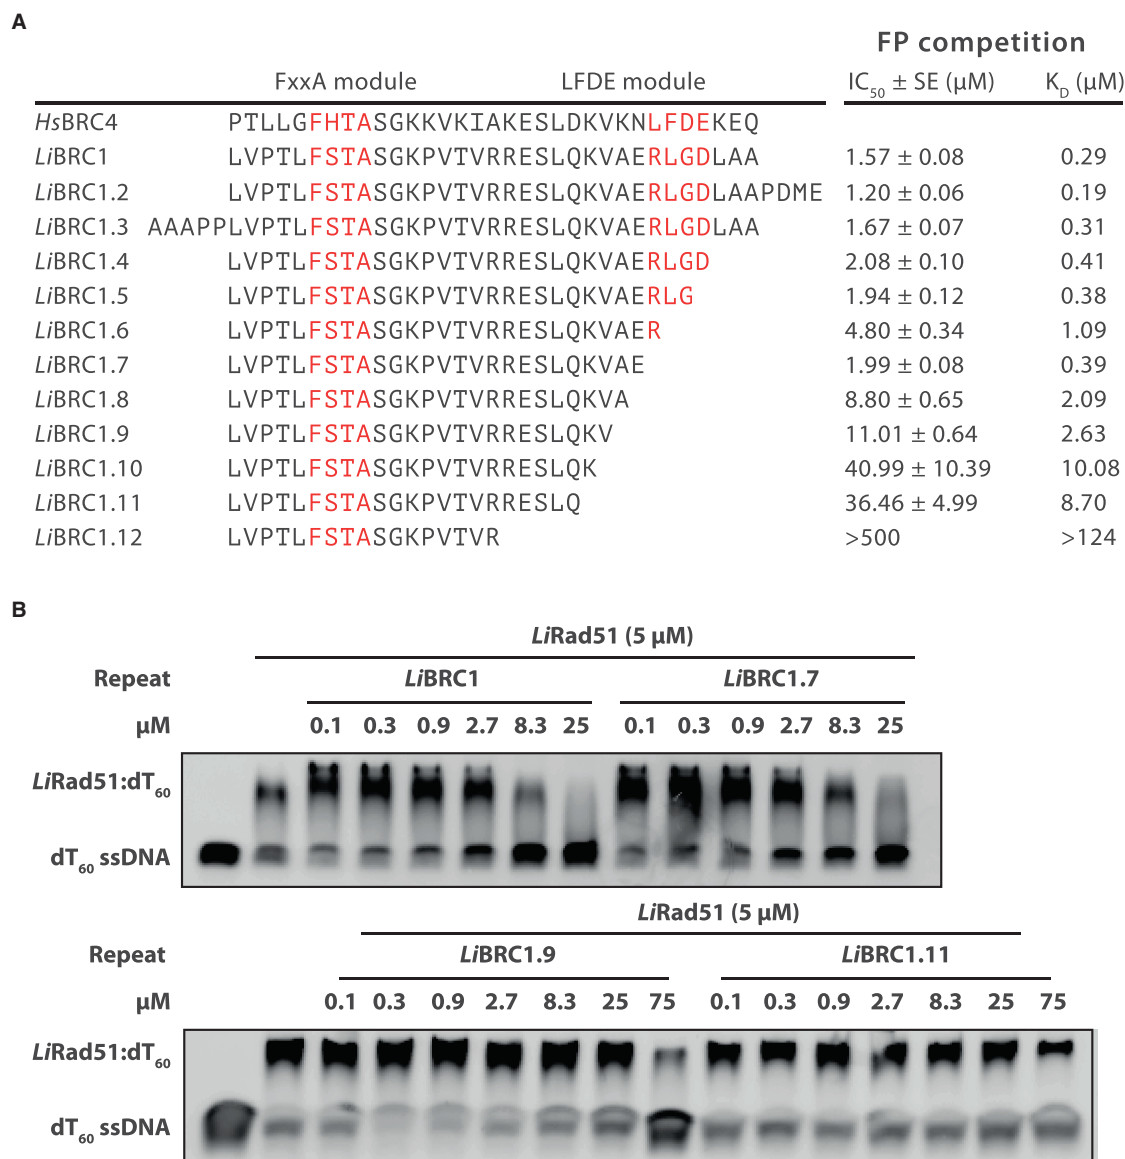 A
FP competition
FxxA module LFDE module IC50 ± SE (µM) KD (µM)
HsBRC4 PTLLGFHTASGKKVKIAKESLDKVKNLFDEKEQ
LiBRC1 LVPTLFSTASGKPVTVRRESLQKVAERLGDLAA 1.57 ± 0.08 0.29
LiBRC1.2 LVPTLFSTASGKPVTVRRESLQKVAERLGDLAAPDME 1.20 ± 0.06 0.19
LiBRC1.3 AAAPPLVPTLFSTASGKPVTVRRESLQKVAERLGDLAA 1.67 ± 0.07 0.31
LiBRC1.4 LVPTLFSTASGKPVTVRRESLQKVAERLGD 2.08 ± 0.10 0.41
LiBRC1.5 LVPTLFSTASGKPVTVRRESLQKVAERLG 1.94 ± 0.12 0.38
LiBRC1.6 LVPTLFSTASGKPVTVRRESLQKVAER 4.80 ± 0.34 1.09
LiBRC1.7 LVPTLFSTASGKPVTVRRESLQKVAE 1.99 ± 0.08 0.39
LiBRC1.8 LVPTLFSTASGKPVTVRRESLQKVA 8.80 ± 0.65 2.09
LiBRC1.9 LVPTLFSTASGKPVTVRRESLQKV 11.01 ± 0.64 2.63
LiBRC1.10 LVPTLFSTASGKPVTVRRESLQK 40.99 ± 10.39 10.08
LiBRC1.11 LVPTLFSTASGKPVTVRRESLQ 36.46 ± 4.99 8.70
LiBRC1.12 LVPTLFSTASGKPVTVR >500 >124
B
LiRad51 (5 µM)
Repeat LiBRC1 LiBRC1.7
µM 0.1 0.3 0.9 2.7 8.3 25 0.1 0.3 0.9 2.7 8.3 25
LiRad51:dT60
dT60 ssDNA
LiRad51 (5 µM)
Repeat LiBRC1.9 LiBRC1.11
µM 0.1 0.3 0.9 2.7 8.3 25 75 0.1 0.3 0.9 2.7 8.3 25 75
LiRad51:dT60
dT60 ssDNA